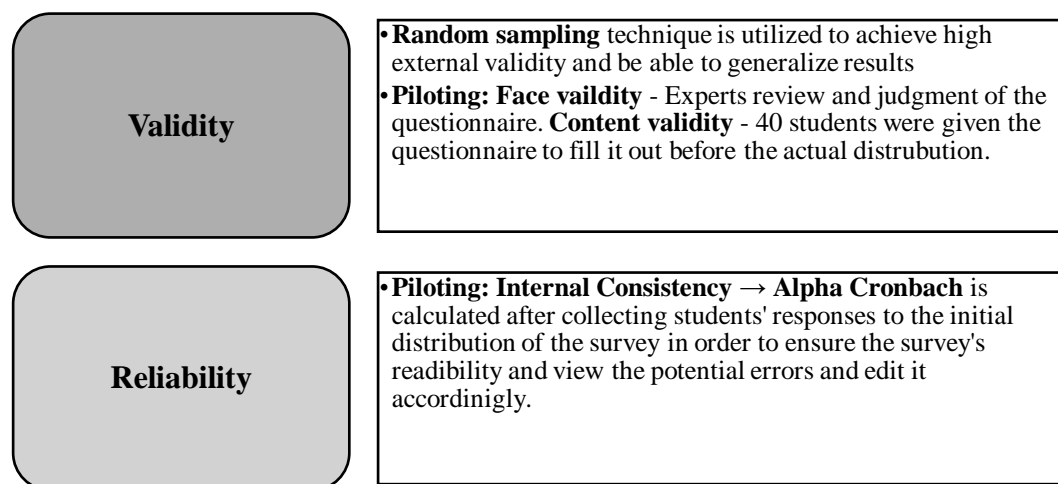 Validity
•Random sampling technique is utilized to achieve high
external validity and be able to generalize results
•Piloting: Face vaildity - Experts review and judgment of the
questionnaire. Content validity - 40 students were given the
questionnaire to fill it out before the actual distrubution.
Reliability
•Piloting: Internal Consistency → Alpha Cronbach is
calculated after collecting students' responses to the initial
distribution of the survey in order to ensure the survey's
readibility and view the potential errors and edit it
accordinigly.